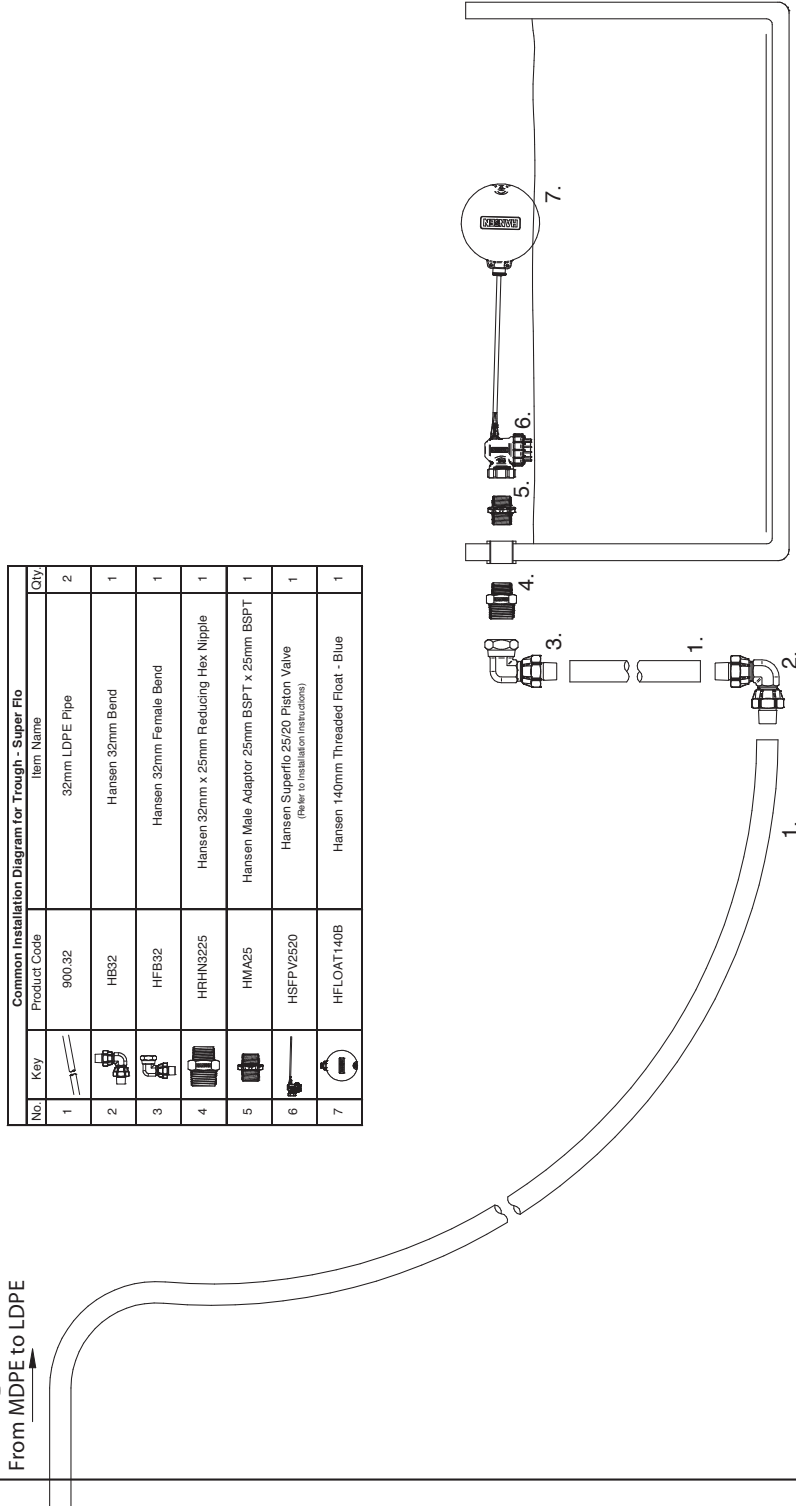 From MDPE to LDPE
Common Installation Diagram for Trough - Super Flo
No. Key Product Code Item Name Qty.
1 900.32 32mm LDPE Pipe 2
2 HB32 Hansen 32mm Bend 1
3 HFB32 Hansen 32mm Female Bend 1
4 HRHN3225 Hansen 32mm x 25mm Reducing Hex Nipple 1
5 HMA25 Hansen Male Adaptor 25mm BSPT x 25mm BSPT 1
6 HSFPV2520 Hansen Superflo 25/20 Piston Valve 1
(Refer to Installation Instructions)
7 HFLOAT140B Hansen 140mm Threaded Float - Blue 1
1.
2.
1.
3.
4.
5.
6.
7.
HANSEN